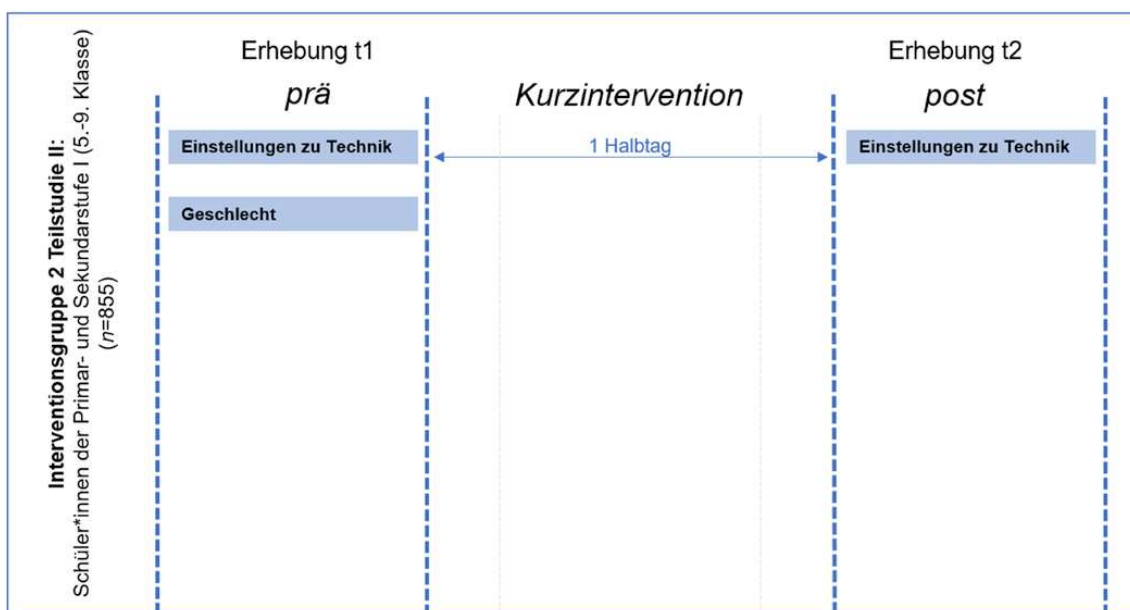 Interventionsgruppe 2 Teilstudie II:
Schüler*innen der Primar- und Sekundarstufe I (5.-9. Klasse)
(n=855)
Erhebung t1
prä
Kurzintervention
Erhebung t2
post
Einstellungen zu Technik
1 Halbtag
Einstellungen zu Technik
Geschlecht